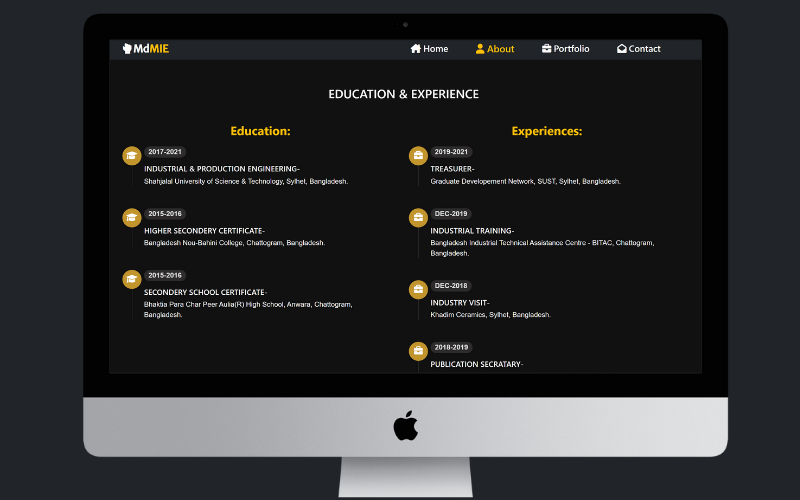 MdMIE
Home
About
Portfolio
Contact
EDUCATION & EXPERIENCE
Education:
2017-2021
INDUSTRIAL & PRODUCTION ENGINEERING-
Shahjalal University of Science & Technology, Sylhet, Bangladesh.
2015-2016
HIGHER SECONDERY CERTIFICATE-
Bangladesh Nou-Bahini College, Chattogram, Bangladesh.
2015-2016
SECONDERY SCHOOL CERTIFICATE-
Bhaktia Para Char Peer Aulia(R) High School, Anwara, Chattogram,
Bangladesh.
Experiences:
2019-2021
TREASURER-
Graduate Developement Network, SUST, Sylhet, Bangladesh.
DEC-2019
INDUSTRIAL TRAINING-
Bangladesh Industrial Technical Assistance Centre - BITAC, Chattogram,
Bangladesh.
DEC-2018
INDUSTRY VISIT-
Khadim Ceramics, Sylhet, Bangladesh.
2018-2019
PUBLICATION SECRATARY-